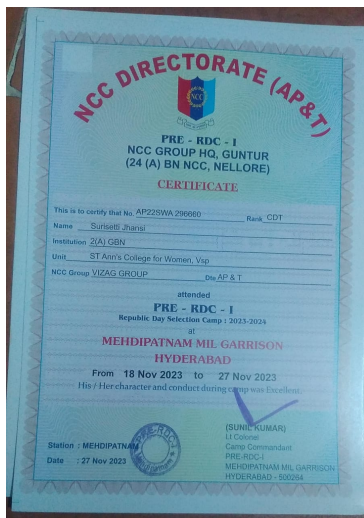 NCC DIRECTORATE (AP&T)
NCC
PRE - RDC - I
NCC GROUP HQ, GUNTUR
(24 (A) BN NCC, NELLORE)
CERTIFICATE
This is to certify that No. AP22SWA 296660 Rank CDT
Name Surisetti Jhansi
Institution 2(A) GBN
Unit ST Ann's College for Women, Vsp
NCC Group VIZAG GROUP Dte AP & T
attended
PRE - RDC - I
Republic Day Selection Camp : 2023-2024
at
MEHDIPATNAM MIL GARRISON
HYDERABAD
From 18 Nov 2023 to 27 Nov 2023
His / Her character and conduct during camp was Excellent.
(SUNIL KUMAR)
Lt Colonel
Camp Commandant
PRE-RDC-I
MEHDIPATNAM MIL GARRISON
HYDERABAD - 500264
Station : MEHDIPATNAM
Date : 27 Nov 2023
PRE-RDC-I